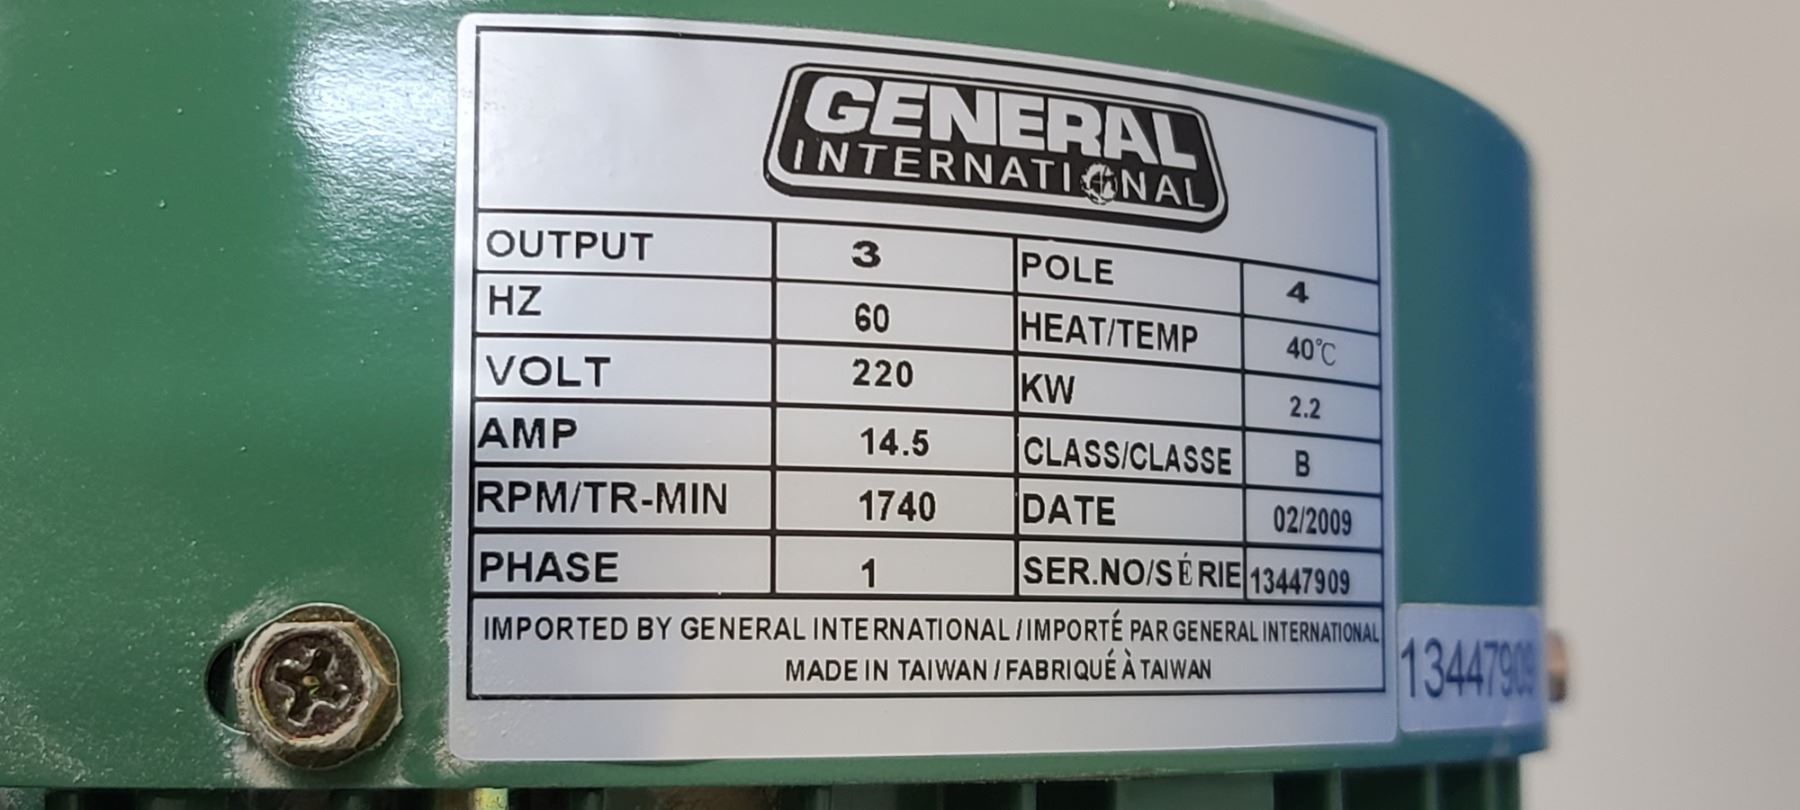 GENERAL
INTERNATIONAL
OUTPUT 3 POLE 4
HZ 60 HEAT/TEMP 40℃
VOLT 220 KW 2.2
AMP 14.5 CLASS/CLASSE B
RPM/TR-MIN 1740 DATE 02/2009
PHASE 1 SER.NO/SÉRIE 13447909
IMPORTED BY GENERAL INTERNATIONAL / IMPORTÉ PAR GENERAL INTERNATIONAL
MADE IN TAIWAN / FABRIQUÉ À TAIWAN
13447909